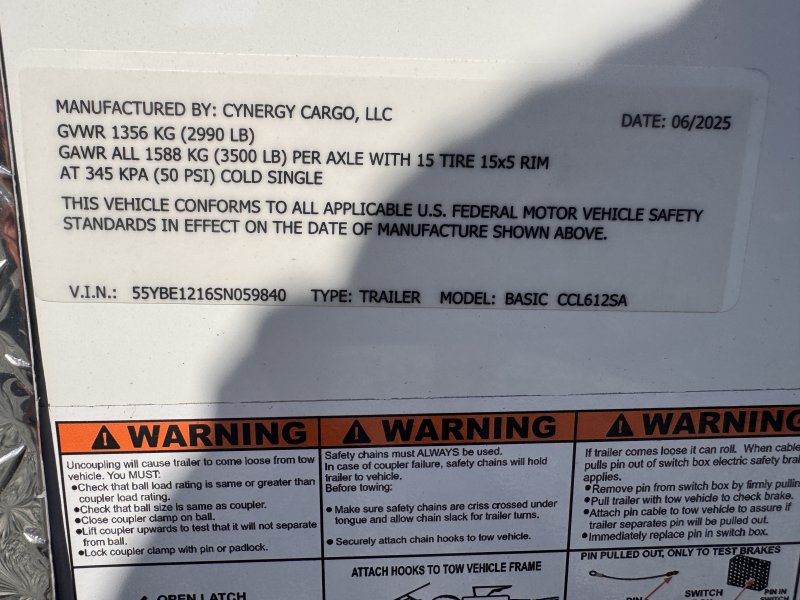 MANUFACTURED BY: CYNERGY CARGO, LLC
DATE: 06/2025
GVWR 1356 KG (2990 LB)
GAWR ALL 1588 KG (3500 LB) PER AXLE WITH 15 TIRE 15x5 RIM
AT 345 KPA (50 PSI) COLD SINGLE
THIS VEHICLE CONFORMS TO ALL APPLICABLE U.S. FEDERAL MOTOR VEHICLE SAFETY
STANDARDS IN EFFECT ON THE DATE OF MANUFACTURE SHOWN ABOVE.
V.I.N.: 55YBE1216SN059840 TYPE: TRAILER MODEL: BASIC CCL612SA
WARNING
Uncoupling will cause trailer to come loose from tow
vehicle. You MUST:
●Check that ball load rating is same or greater than
coupler load rating.
●Check that ball size is same as coupler.
●Close coupler clamp on ball.
●Lift coupler upwards to test that it will not separate
from ball.
●Lock coupler clamp with pin or padlock.
OPEN LATCH
WARNING
Safety chains must ALWAYS be used.
In case of coupler failure, safety chains will hold
trailer to vehicle.
Before towing:
● Make sure safety chains are criss crossed under
tongue and allow chain slack for trailer turns.
● Securely attach chain hooks to tow vehicle.
ATTACH HOOKS TO TOW VEHICLE FRAME
WARNING
If trailer comes loose it can roll. When cable
pulls pin out of switch box electric safety
applies.
●Remove pin from switch box by firmly
●Pull trailer with tow vehicle to check brake.
●Attach pin cable to tow vehicle to assure if
trailer separates pin will be pulled out.
●Immediately replace pin in switch box.
PIN PULLED OUT, ONLY TO TEST BRAKES
PIN
SWITCH
PIN IN